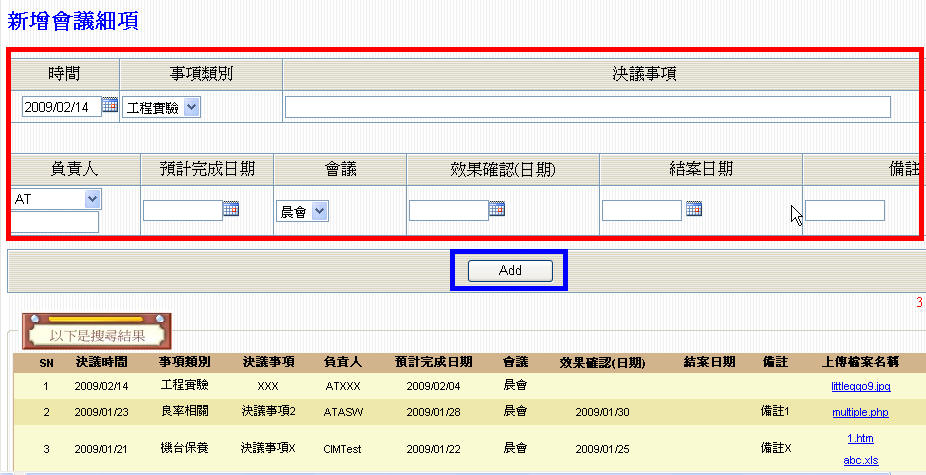 新增會議細項
時間 事項類別 決議事項
2009/02/14 工程實驗
負責人 預計完成日期 會議 效果確認(日期) 結案日期 備註
AT 晨會
Add
3
以下是搜尋結果
SN 決議時間 事項類別 決議事項 負責人 預計完成日期 會議 效果確認(日期) 結案日期 備註 上傳檔案名稱
1 2009/02/14 工程實驗 XXX ATXXX 2009/02/04 晨會 littleqqo9.jpg
2 2009/01/23 良率相關 決議事項2 ATASW 2009/01/28 晨會 2009/01/30 備註1 multiple.php
3 2009/01/21 機台保養 決議事項X CIMTest 2009/01/22 晨會 2009/01/25 備註X 1.htm
abc.xls